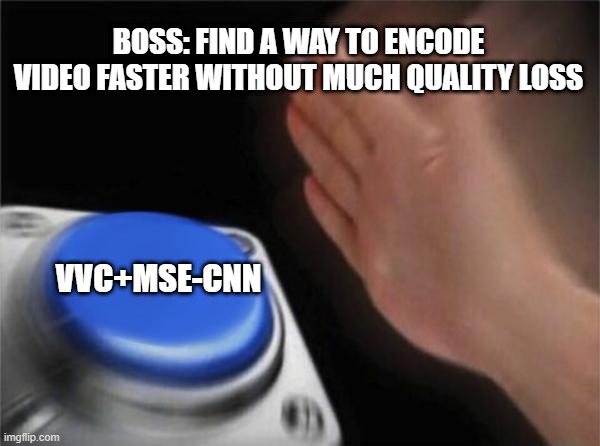 BOSS: FIND A WAY TO ENCODE
VIDEO FASTER WITHOUT MUCH QUALITY LOSS
VVC+MSE-CNN
imgflip.com